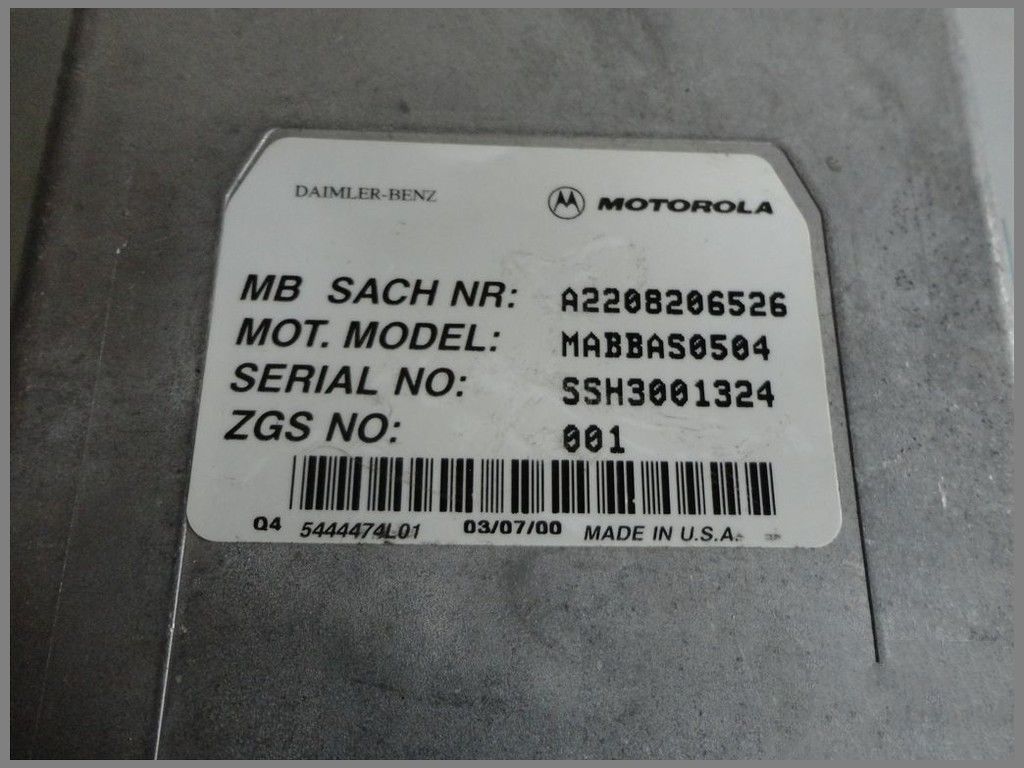 DAIMLER-BENZ MOTOROLA
MB SACH NR: A2208206526
MOT. MODEL: MABBAS0504
SERIAL NO: SSH3001324
ZGS NO: 001
Q4 5444474L01 03/07/00 MADE IN U.S.A.